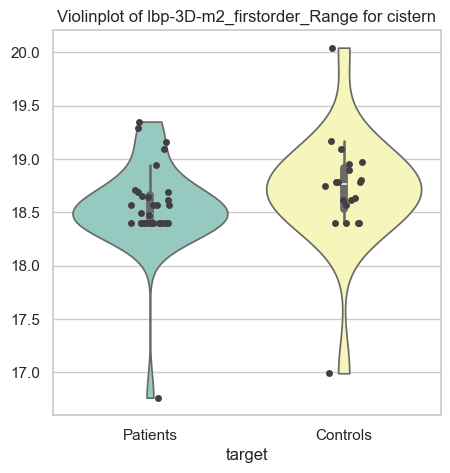 Violinplot of lbp-3D-m2_firstorder_Range for cistern
20.0
19.5
19.0
18.5
18.0
17.5
17.0
Patients
Controls
target